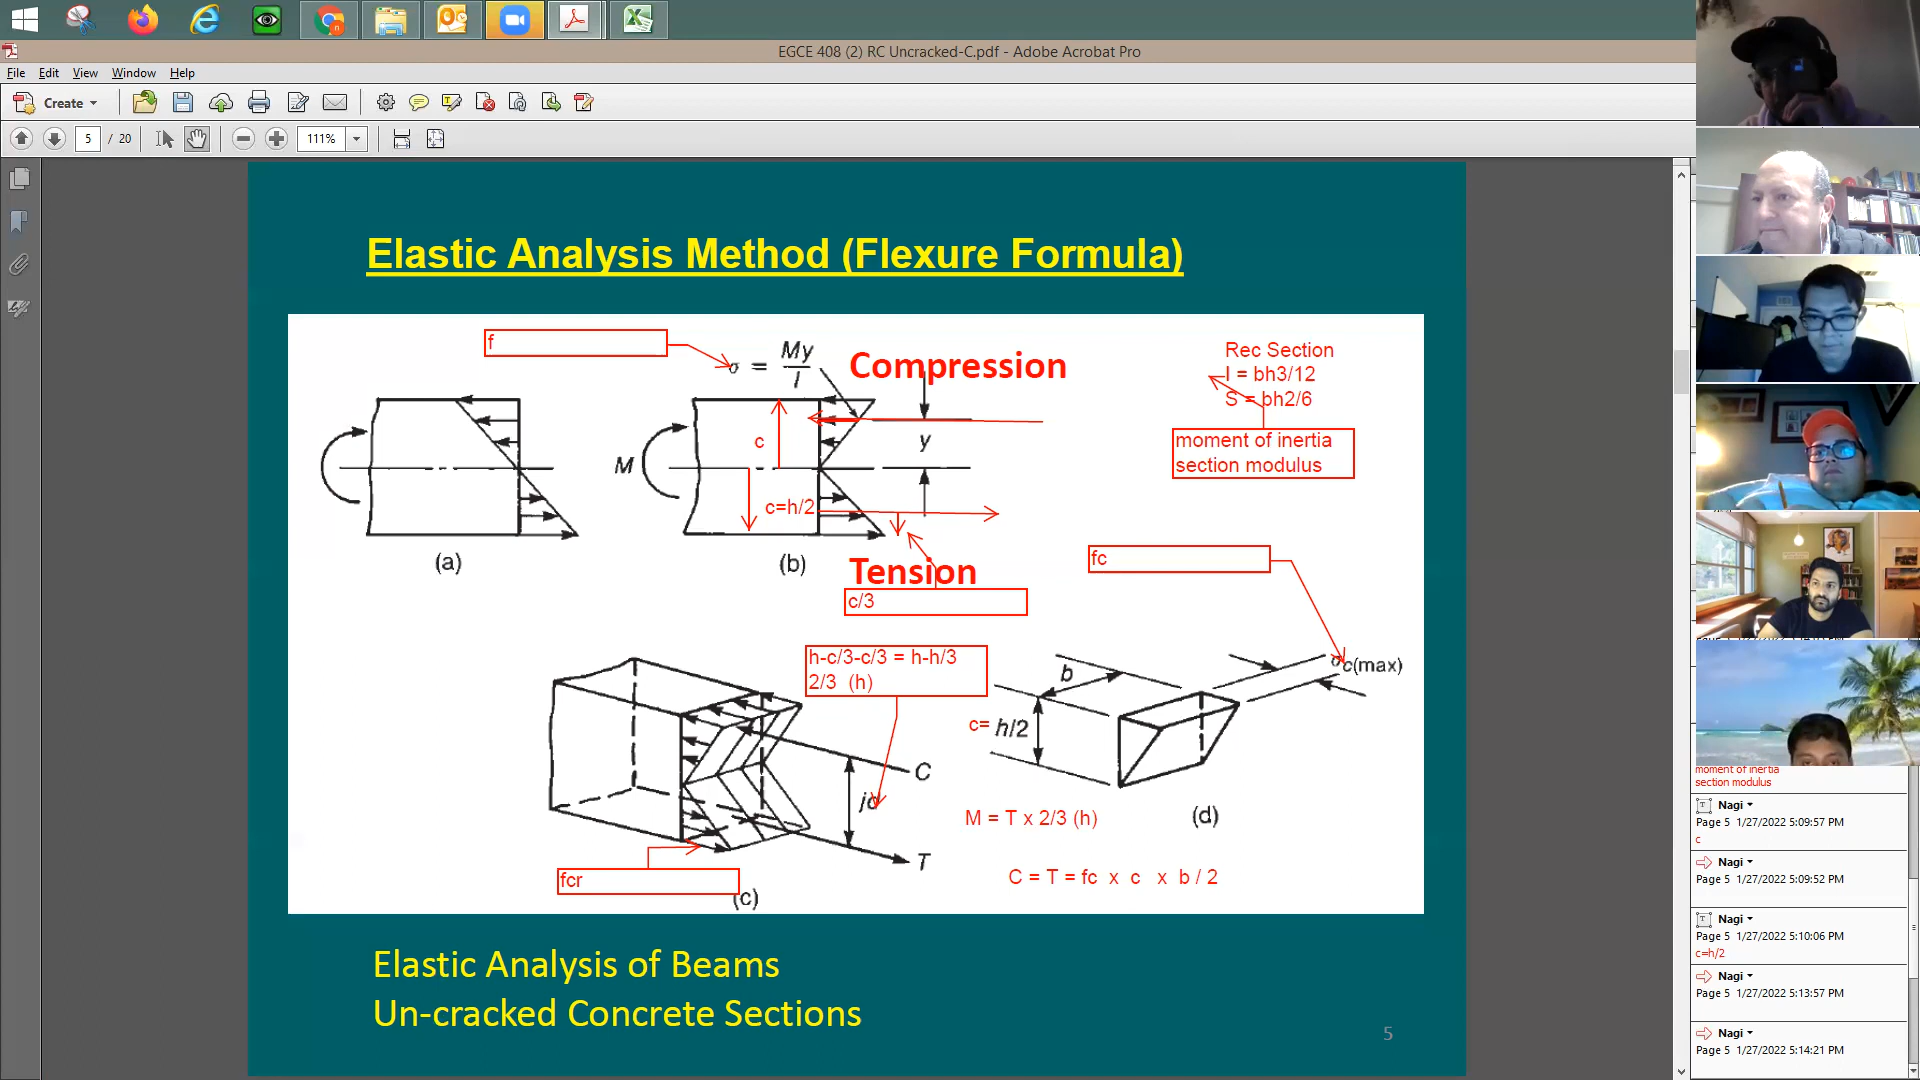 EGCE 408 (2) RC Uncracked-C.pdf - Adobe Acrobat Pro
File Edit View Window Help
Create
5 / 20 111%
Elastic Analysis Method (Flexure Formula)
f
σ = My/I
Compression
Rec Section
I = bh3/12
S = bh2/6
moment of inertia
section modulus
c
y
M
c=h/2
(a)
(b)
Tension
c/3
fc
h-c/3-c/3 = h-h/3
2/3 (h)
b
σc(max)
c= h/2
C
jd
M = T x 2/3 (h)
(d)
T
C = T = fc x c x b / 2
fcr
(c)
Elastic Analysis of Beams
Un-cracked Concrete Sections
5
moment of inertia
section modulus
Nagi
Page 5 1/27/2022 5:09:57 PM
c
Nagi
Page 5 1/27/2022 5:09:52 PM
Nagi
Page 5 1/27/2022 5:10:06 PM
c=h/2
Nagi
Page 5 1/27/2022 5:13:57 PM
Nagi
Page 5 1/27/2022 5:14:21 PM